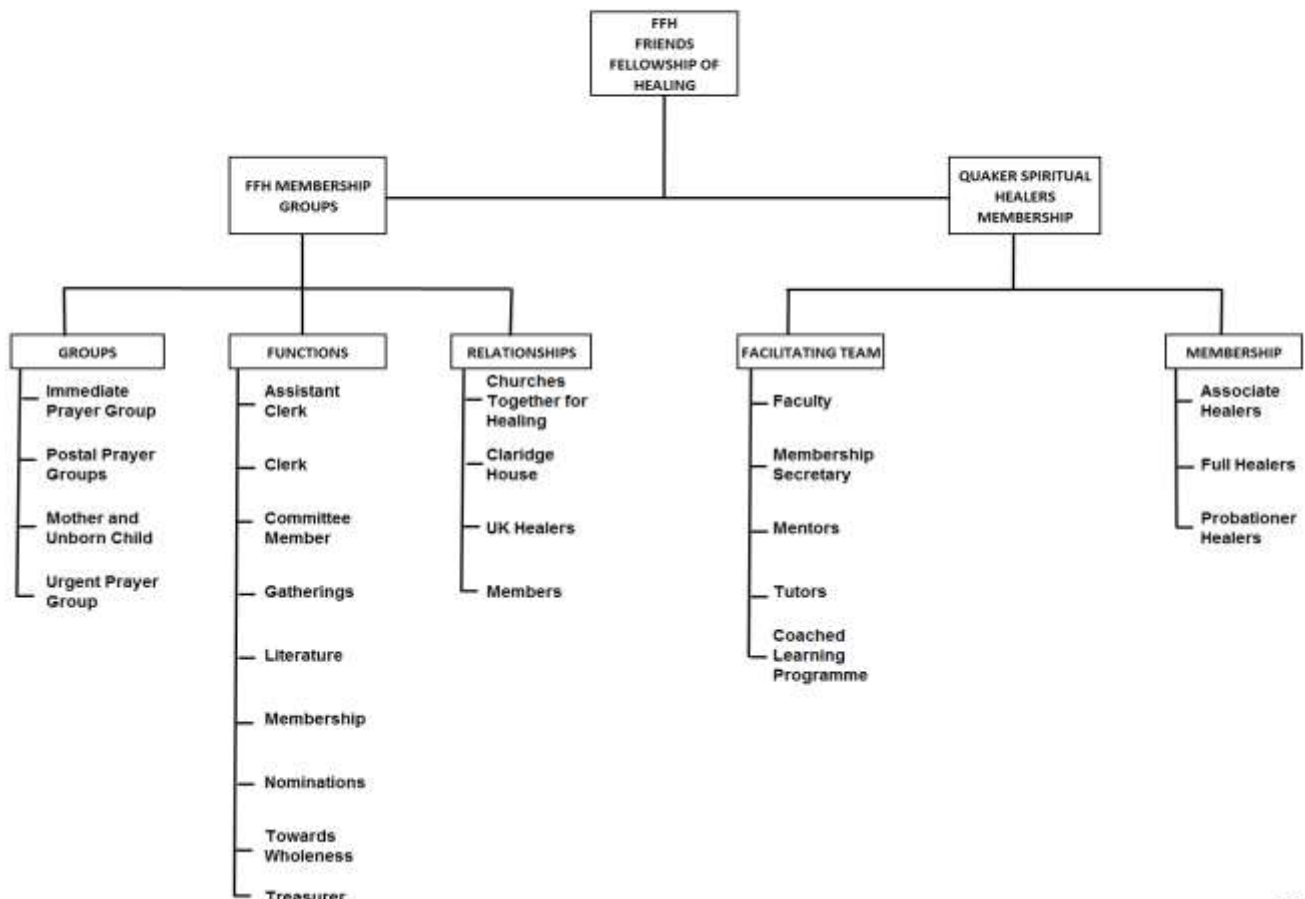 FFH
FRIENDS
FELLOWSHIP OF
HEALING
FFH MEMBERSHIP
GROUPS
QUAKER SPIRITUAL
HEALERS
MEMBERSHIP
GROUPS
Immediate
Prayer Group
Postal Prayer
Groups
Mother and
Unborn Child
Urgent Prayer
Group
FUNCTIONS
Assistant
Clerk
Clerk
Committee
Member
Gatherings
Literature
Membership
Nominations
Towards
Wholeness
Treasurer
RELATIONSHIPS
Churches
Together for
Healing
Claridge
House
UK Healers
Members
FACILITATING TEAM
Faculty
Membership
Secretary
Mentors
Tutors
Coached
Learning
Programme
MEMBERSHIP
Associate
Healers
Full Healers
Probationer
Healers